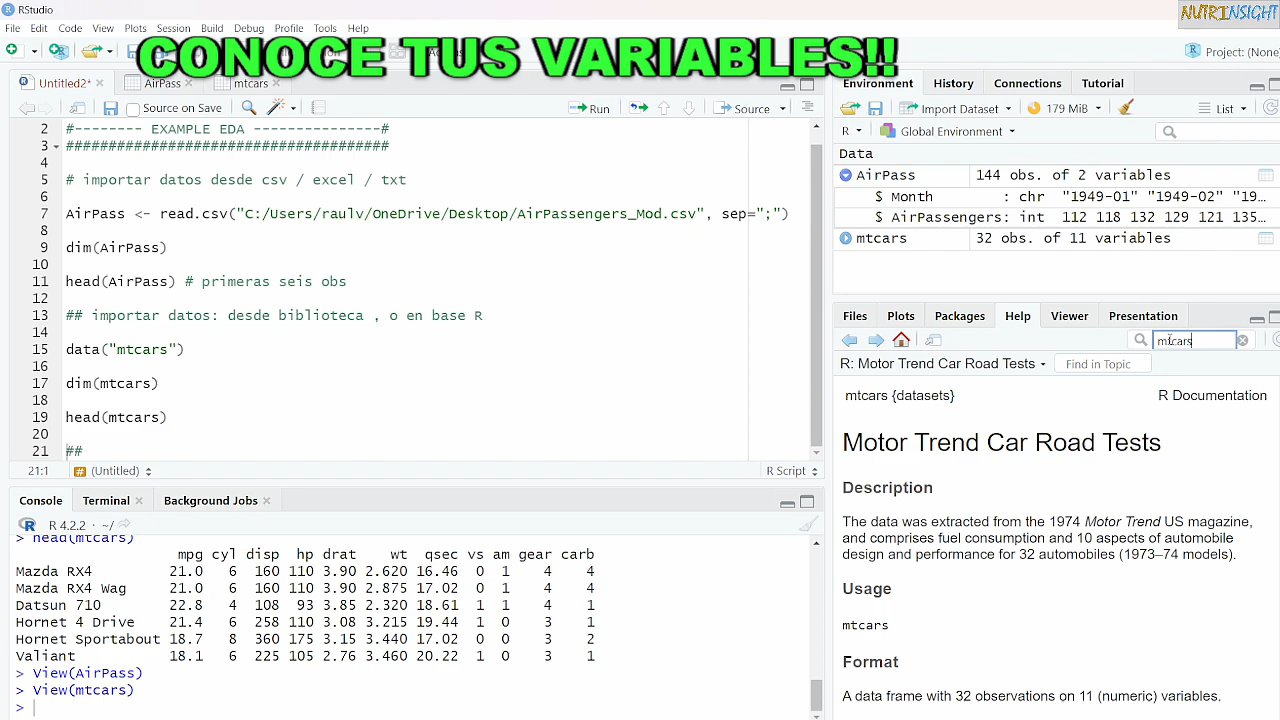 RStudio
NUTRINSIGHT
File Edit Code View Plots Session Build Debug Profile Tools Help
CONOCE TUS VARIABLES!!
Project: (None
Untitled2* AirPass mtcars
Source on Save Run Source
2 #-------- EXAMPLE EDA ---------------#
3 #####################################
4
5 # importar datos desde csv / excel / txt
6
7 AirPass <- read.csv("C:/Users/raulv/OneDrive/Desktop/AirPassengers_Mod.csv", sep=";")
8
9 dim(AirPass)
10
11 head(AirPass) # primeras seis obs
12
13 ## importar datos: desde biblioteca , o en base R
14
15 data("mtcars")
16
17 dim(mtcars)
18
19 head(mtcars)
20
21 ##
21:1 (Untitled) R Script
Console Terminal Background Jobs
R 4.2.2 · ~/
> head(mtcars)
mpg cyl disp hp drat wt qsec vs am gear carb
Mazda RX4 21.0 6 160 110 3.90 2.620 16.46 0 1 4 4
Mazda RX4 Wag 21.0 6 160 110 3.90 2.875 17.02 0 1 4 4
Datsun 710 22.8 4 108 93 3.85 2.320 18.61 1 1 4 1
Hornet 4 Drive 21.4 6 258 110 3.08 3.215 19.44 1 0 3 1
Hornet Sportabout 18.7 8 360 175 3.15 3.440 17.02 0 0 3 2
Valiant 18.1 6 225 105 2.76 3.460 20.22 1 0 3 1
> View(AirPass)
> View(mtcars)
>
Environment History Connections Tutorial
Import Dataset 179 MiB List
R Global Environment
Data
AirPass 144 obs. of 2 variables
$ Month : chr "1949-01" "1949-02" "19...
$ AirPassengers: int 112 118 132 129 121 135...
mtcars 32 obs. of 11 variables
Files Plots Packages Help Viewer Presentation
mtcars
R: Motor Trend Car Road Tests Find in Topic
mtcars {datasets} R Documentation
Motor Trend Car Road Tests
Description
The data was extracted from the 1974 Motor Trend US magazine,
and comprises fuel consumption and 10 aspects of automobile
design and performance for 32 automobiles (1973–74 models).
Usage
mtcars
Format
A data frame with 32 observations on 11 (numeric) variables.